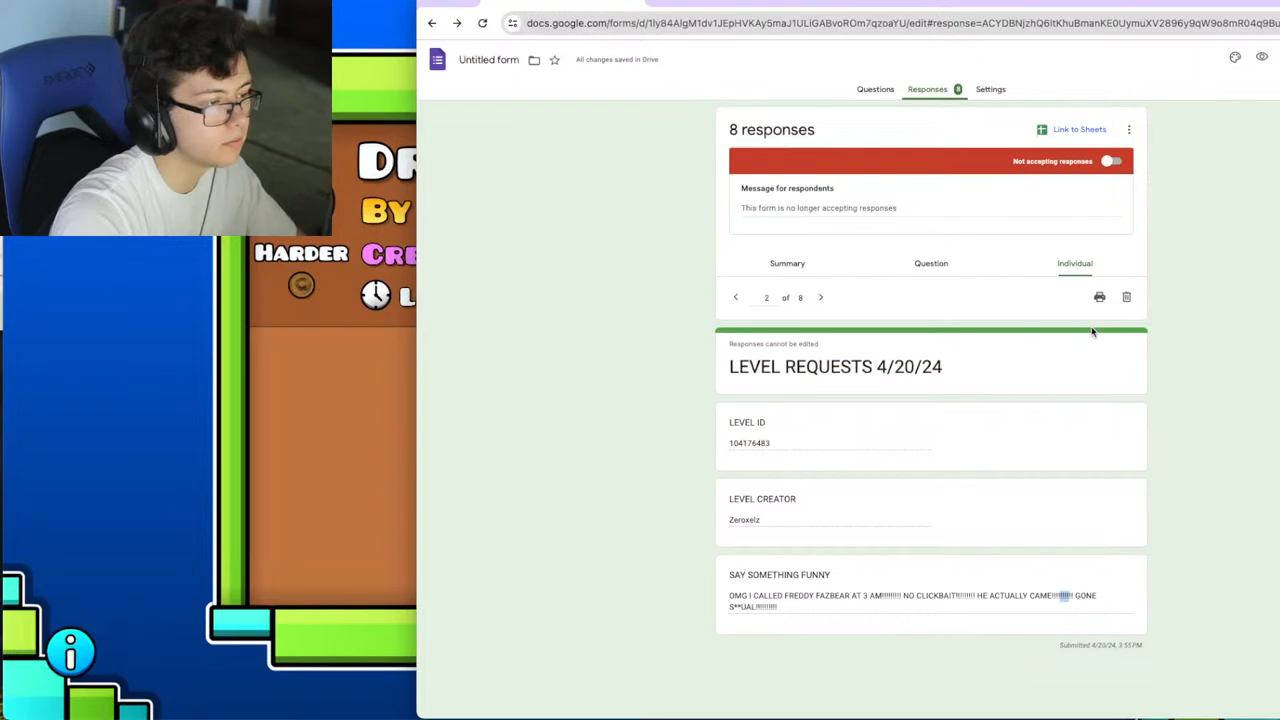 docs.google.com/forms/d/1Iy84AlgM1dv1JEpHVKAy5maJ1ULiGABvoROm7qzoaYU/edit#response=ACYDBNjzhQ6ltKhuBmanKE0UymuXV2896y9qW9o8mR04q9Bu
Untitled form
All changes saved in Drive
Questions
Responses 8
Settings
8 responses
Link to Sheets
Not accepting responses
Message for respondents
This form is no longer accepting responses
Summary
Question
Individual
2 of 8
Responses cannot be edited
LEVEL REQUESTS 4/20/24
LEVEL ID
104176483
LEVEL CREATOR
Zeroxelz
SAY SOMETHING FUNNY
OMG I CALLED FREDDY FAZBEAR AT 3 AM!!!!!!!!! NO CLICKBAIT!!!!!!!!! HE ACTUALLY CAME!!!!!!!!!! GONE
S**UAL!!!!!!!!!!
Submitted 4/20/24, 3:55 PM
DR
BY
HARDER
CRE
C
L
i